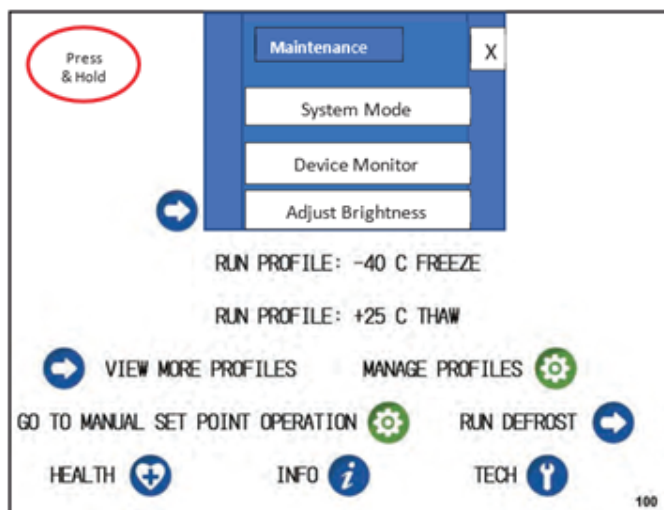 Press
& Hold
Maintenance
X
System Mode
Device Monitor
Adjust Brightness
RUN PROFILE: -40 C FREEZE
RUN PROFILE: +25 C THAW
VIEW MORE PROFILES
MANAGE PROFILES
GO TO MANUAL SET POINT OPERATION
RUN DEFROST
HEALTH
INFO
i
TECH
100